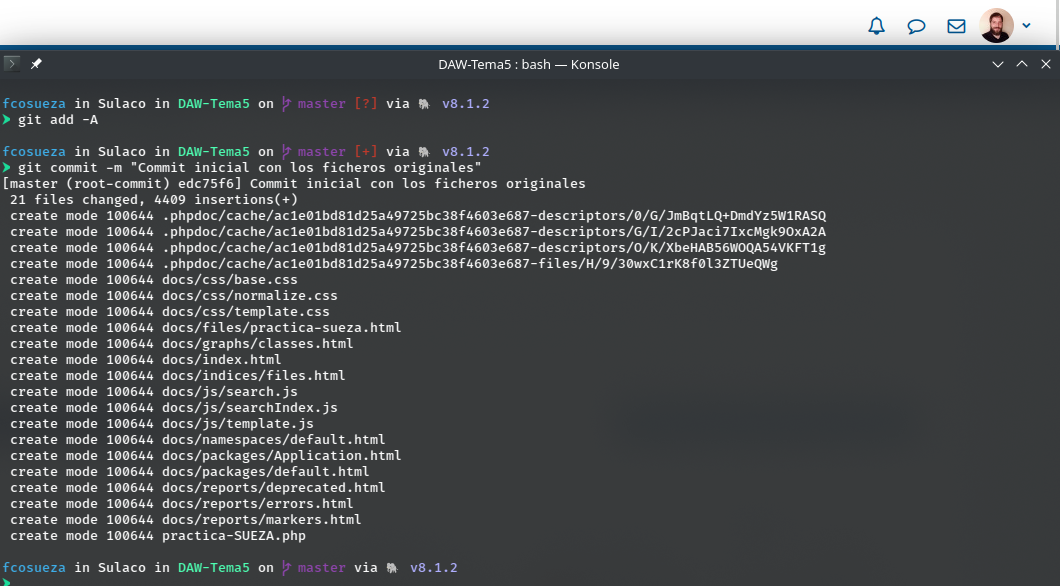 DAW-Tema5 : bash — Konsole
fcosueza in Sulaco in DAW-Tema5 on master [?] via v8.1.2
git add -A
fcosueza in Sulaco in DAW-Tema5 on master [+] via v8.1.2
git commit -m "Commit inicial con los ficheros originales"
[master (root-commit) edc75f6] Commit inicial con los ficheros originales
21 files changed, 4409 insertions(+)
create mode 100644 .phpdoc/cache/ac1e01bd81d25a49725bc38f4603e687-descriptors/0/G/JmBqtLQ+DmdYz5W1RASQ
create mode 100644 .phpdoc/cache/ac1e01bd81d25a49725bc38f4603e687-descriptors/G/I/2cPJaci7IxcMgk9OxA2A
create mode 100644 .phpdoc/cache/ac1e01bd81d25a49725bc38f4603e687-descriptors/O/K/XbeHAB56WOQA54VKFT1g
create mode 100644 .phpdoc/cache/ac1e01bd81d25a49725bc38f4603e687-files/H/9/30wxC1rK8f0l3ZTUeQWg
create mode 100644 docs/css/base.css
create mode 100644 docs/css/normalize.css
create mode 100644 docs/css/template.css
create mode 100644 docs/files/practica-sueza.html
create mode 100644 docs/graphs/classes.html
create mode 100644 docs/index.html
create mode 100644 docs/indices/files.html
create mode 100644 docs/js/search.js
create mode 100644 docs/js/searchIndex.js
create mode 100644 docs/js/template.js
create mode 100644 docs/namespaces/default.html
create mode 100644 docs/packages/Application.html
create mode 100644 docs/packages/default.html
create mode 100644 docs/reports/deprecated.html
create mode 100644 docs/reports/errors.html
create mode 100644 docs/reports/markers.html
create mode 100644 practica-SUEZA.php
fcosueza in Sulaco in DAW-Tema5 on master via v8.1.2